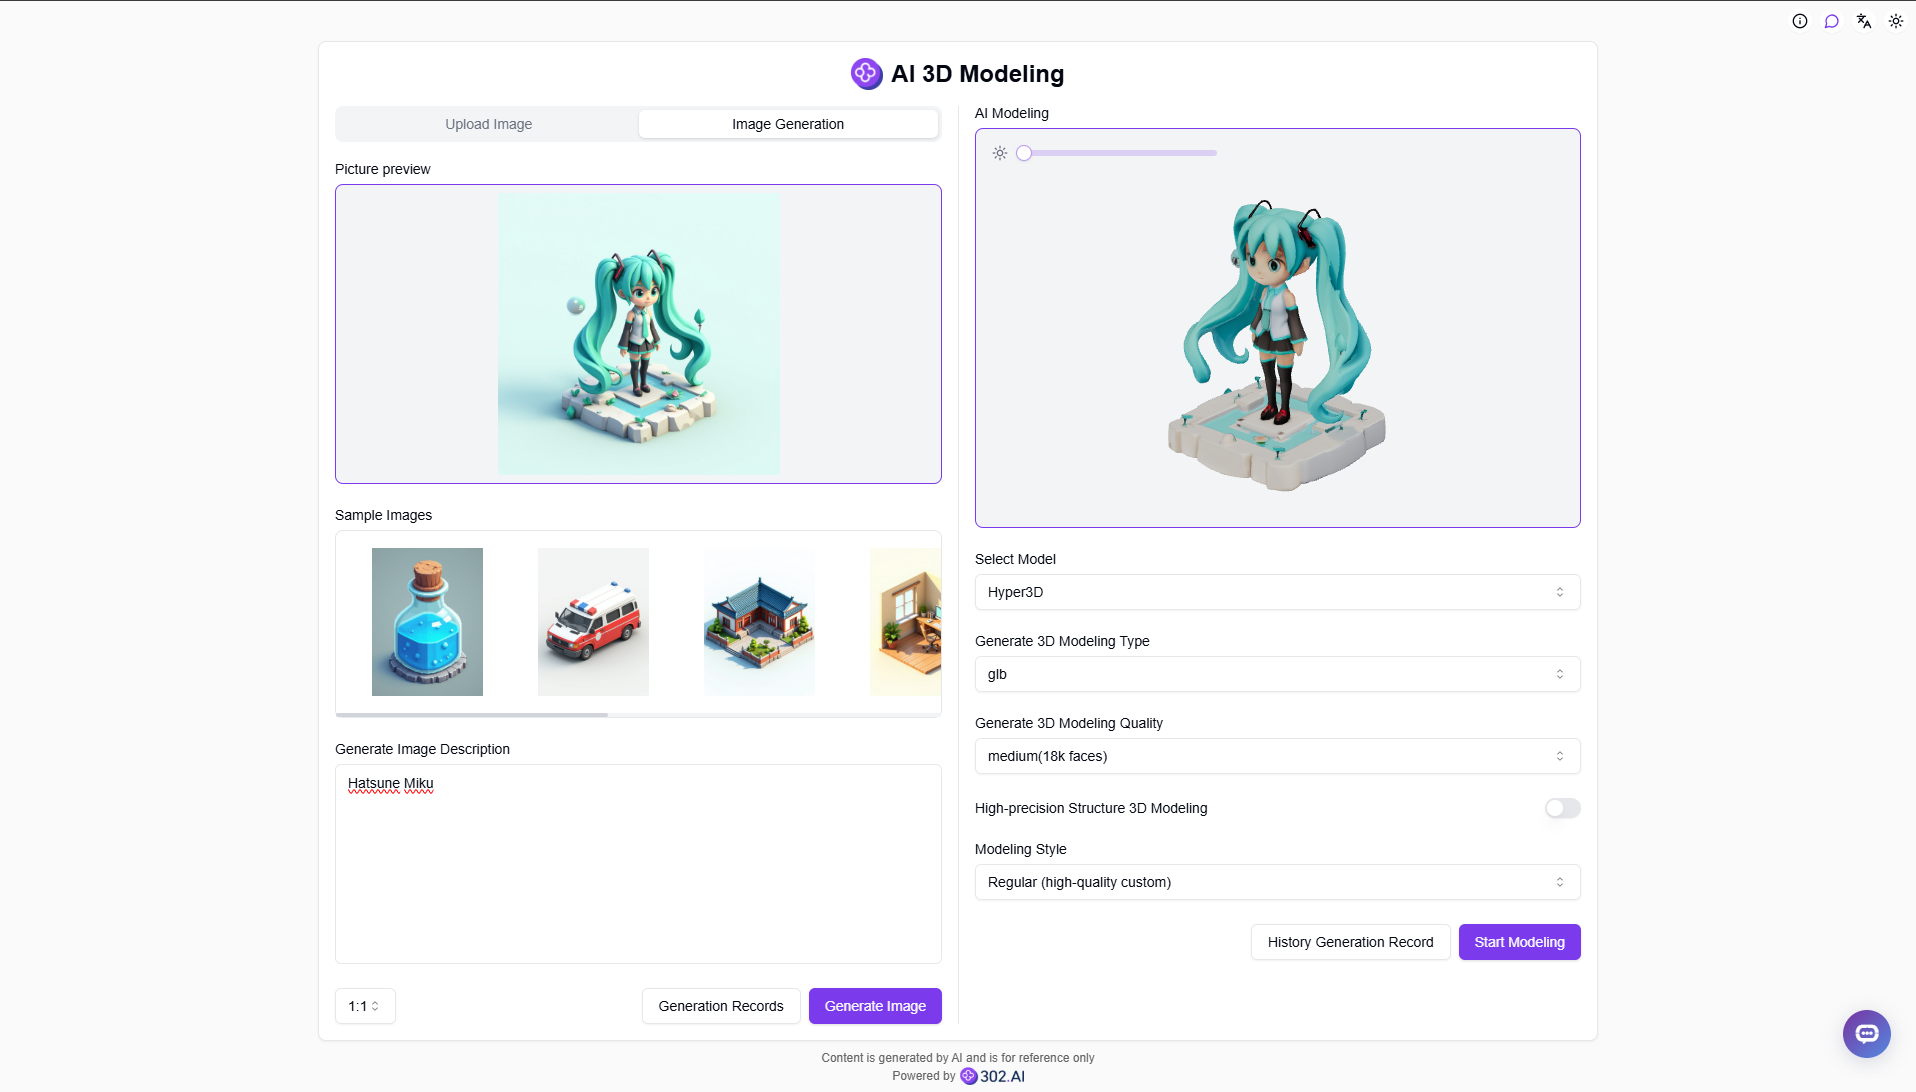 AI 3D Modeling
Upload Image
Image Generation
Picture preview
Sample Images
Generate Image Description
Hatsune Miku
1:1
Generation Records
Generate Image
AI Modeling
Select Model
Hyper3D
Generate 3D Modeling Type
glb
Generate 3D Modeling Quality
medium(18k faces)
High-precision Structure 3D Modeling
Modeling Style
Regular (high-quality custom)
History Generation Record
Start Modeling
Content is generated by AI and is for reference only
Powered by 302.AI